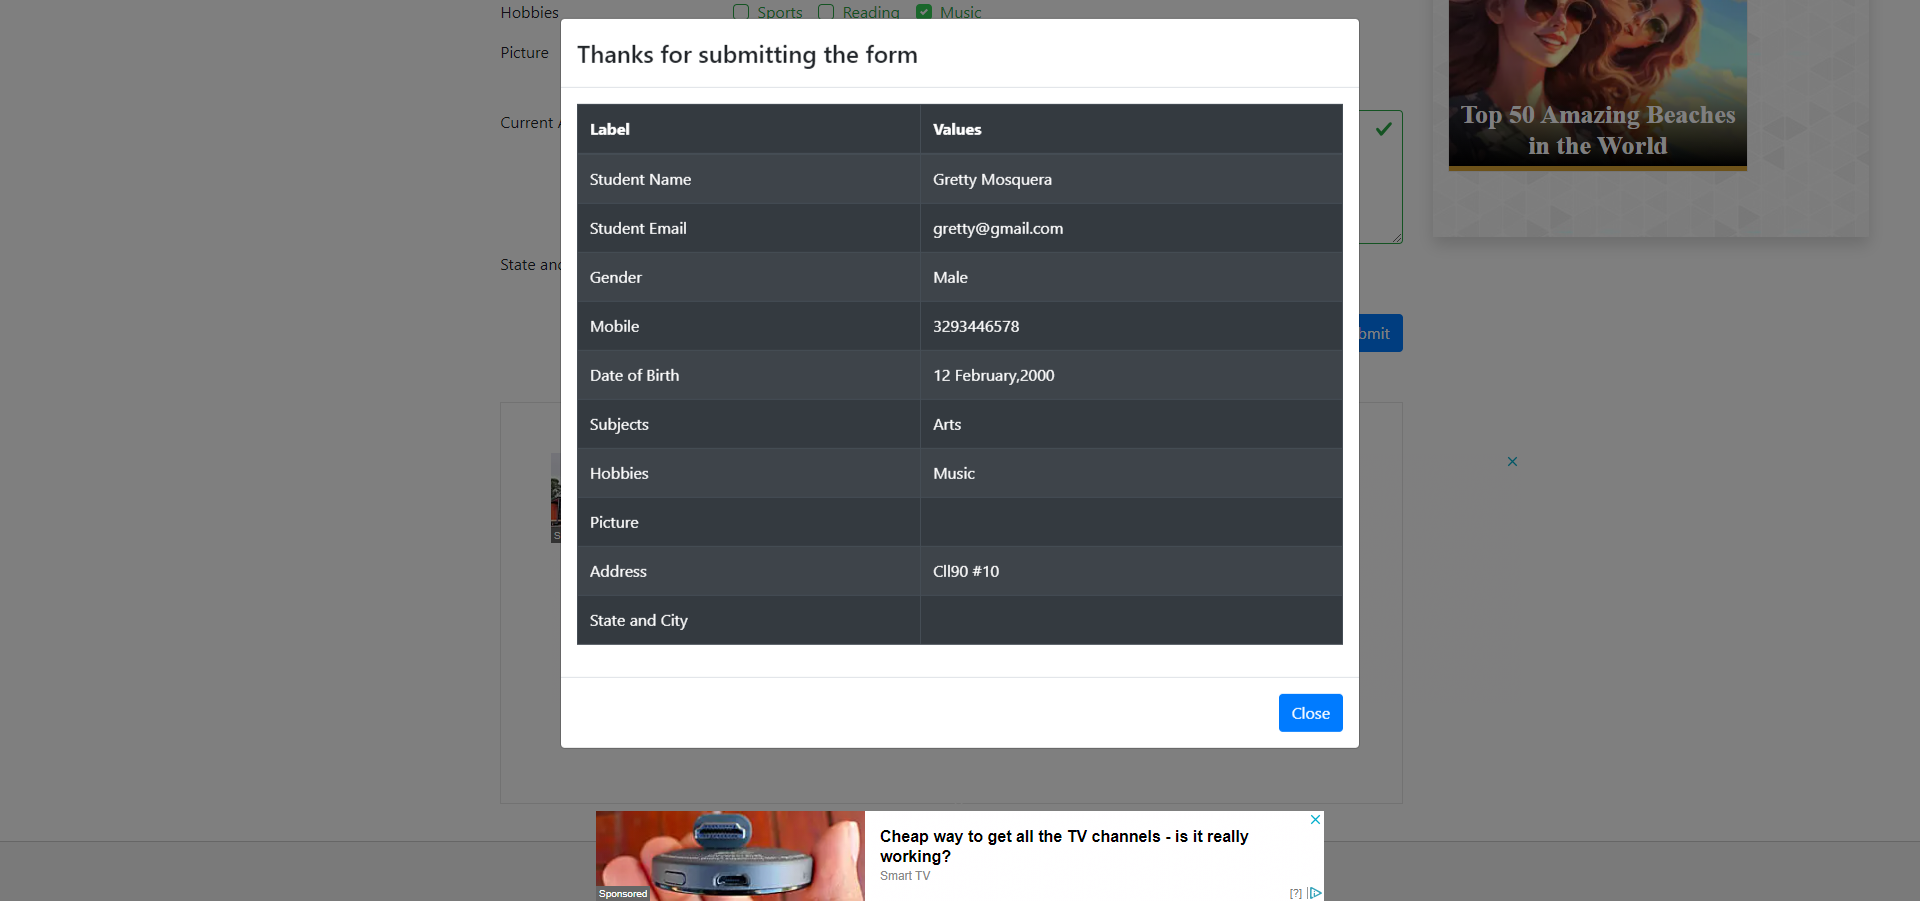 Hobbies Sports Reading Music
Picture
Thanks for submitting the form
Current
Label Values
Student Name Gretty Mosquera
Student Email gretty@gmail.com
Gender Male
Mobile 3293446578
Date of Birth 12 February,2000
Subjects Arts
Hobbies Music
Picture
Address Cll90 #10
State and City
Close
State and
bmit
Top 50 Amazing Beaches
in the World
Cheap way to get all the TV channels - is it really
working?
Smart TV
Sponsored
[?]